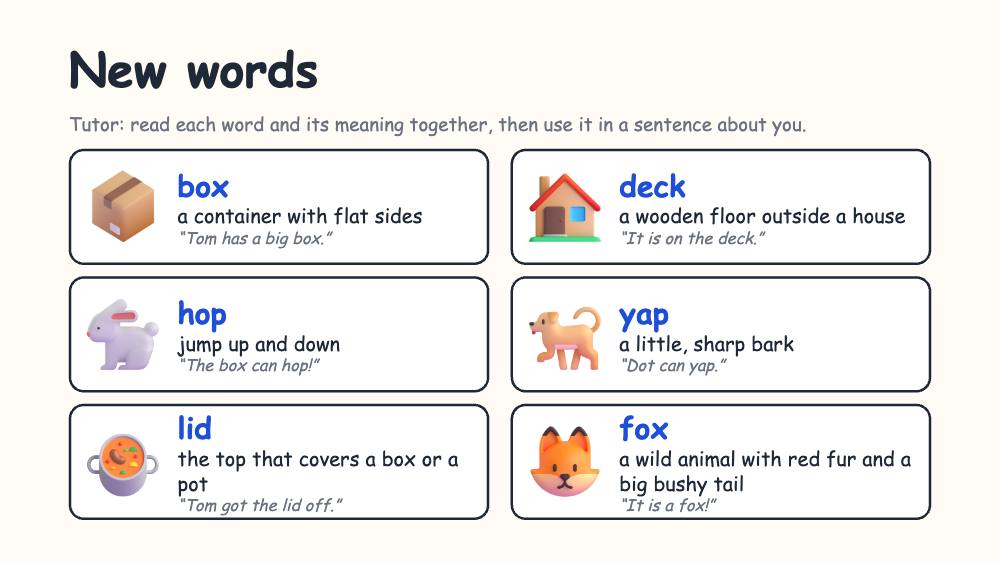 New words
Tutor: read each word and its meaning together, then use it in a sentence about you.
box
a container with flat sides
“Tom has a big box.”
deck
a wooden floor outside a house
“It is on the deck.”
hop
jump up and down
“The box can hop!”
yap
a little, sharp bark
“Dot can yap.”
lid
the top that covers a box or a
pot
“Tom got the lid off.”
fox
a wild animal with red fur and a
big bushy tail
“It is a fox!”